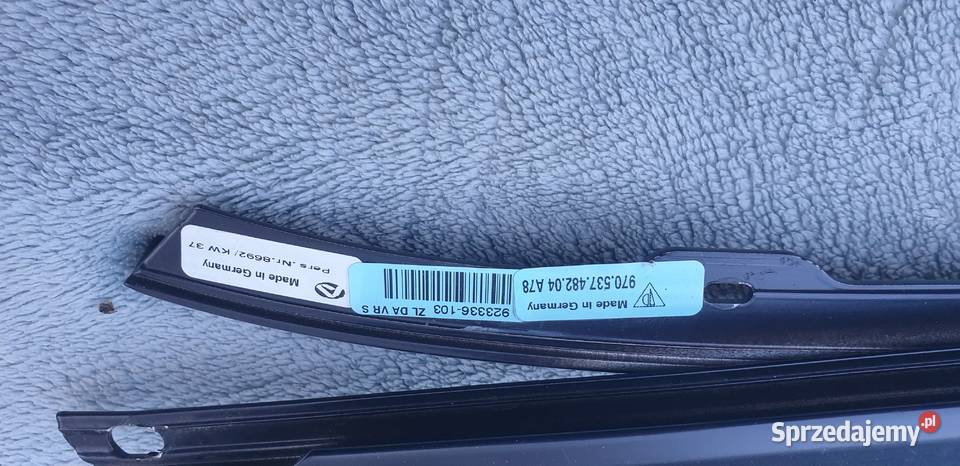 Made in Germany
Pers.Nr.8692/ KW 37
923336-103 ZL DA VR S
Made in Germany
970.537.482.04 A78
Sprzedajemy.pl